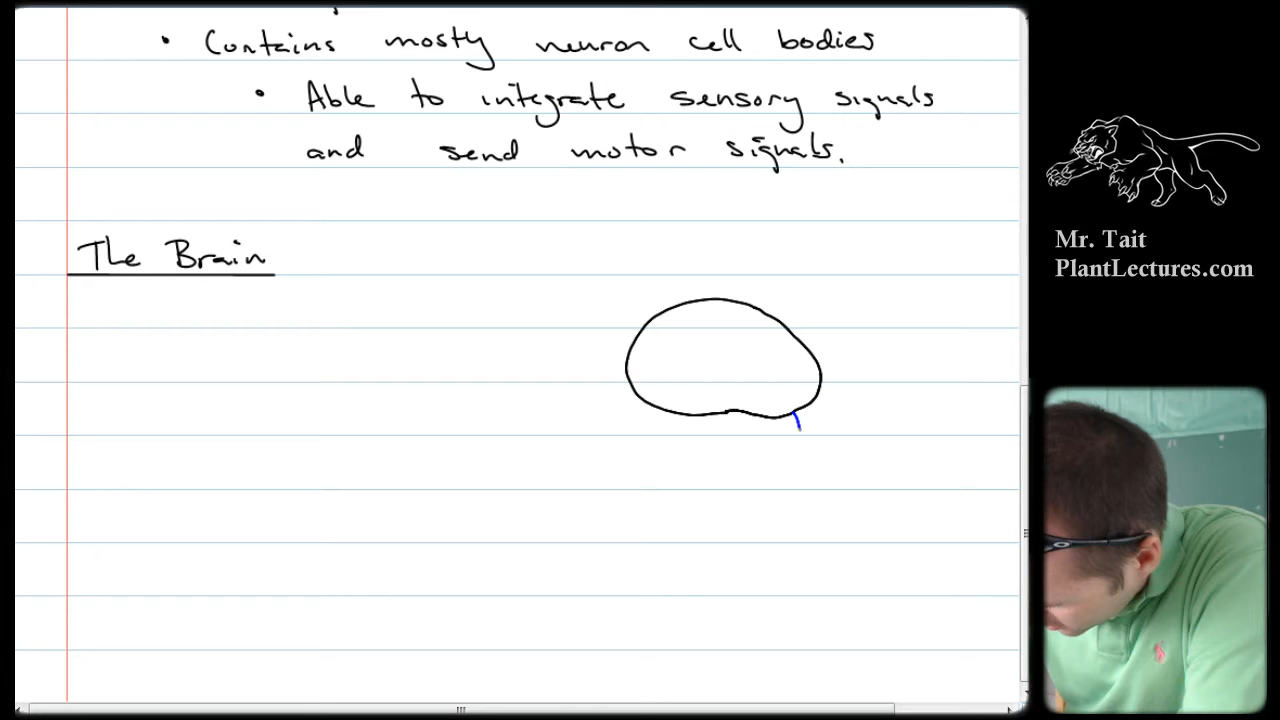 • Contains mosty neuron cell bodies
• Able to integrate sensory signals
and send motor signals.
The Brain
Mr. Tait
PlantLectures.com